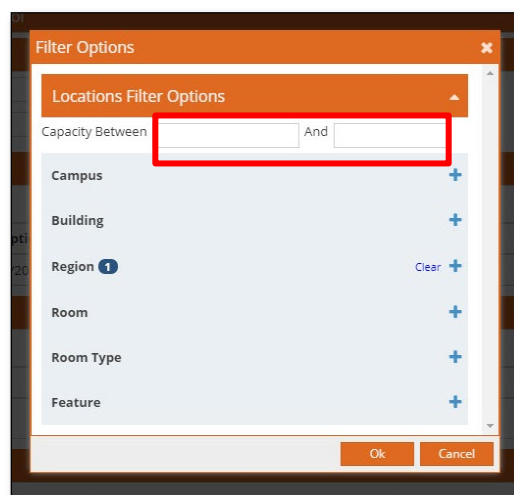 Filter Options
Locations Filter Options
Capacity Between And
Campus
Building
Region 1 Clear
Room
Room Type
Feature
Ok Cancel